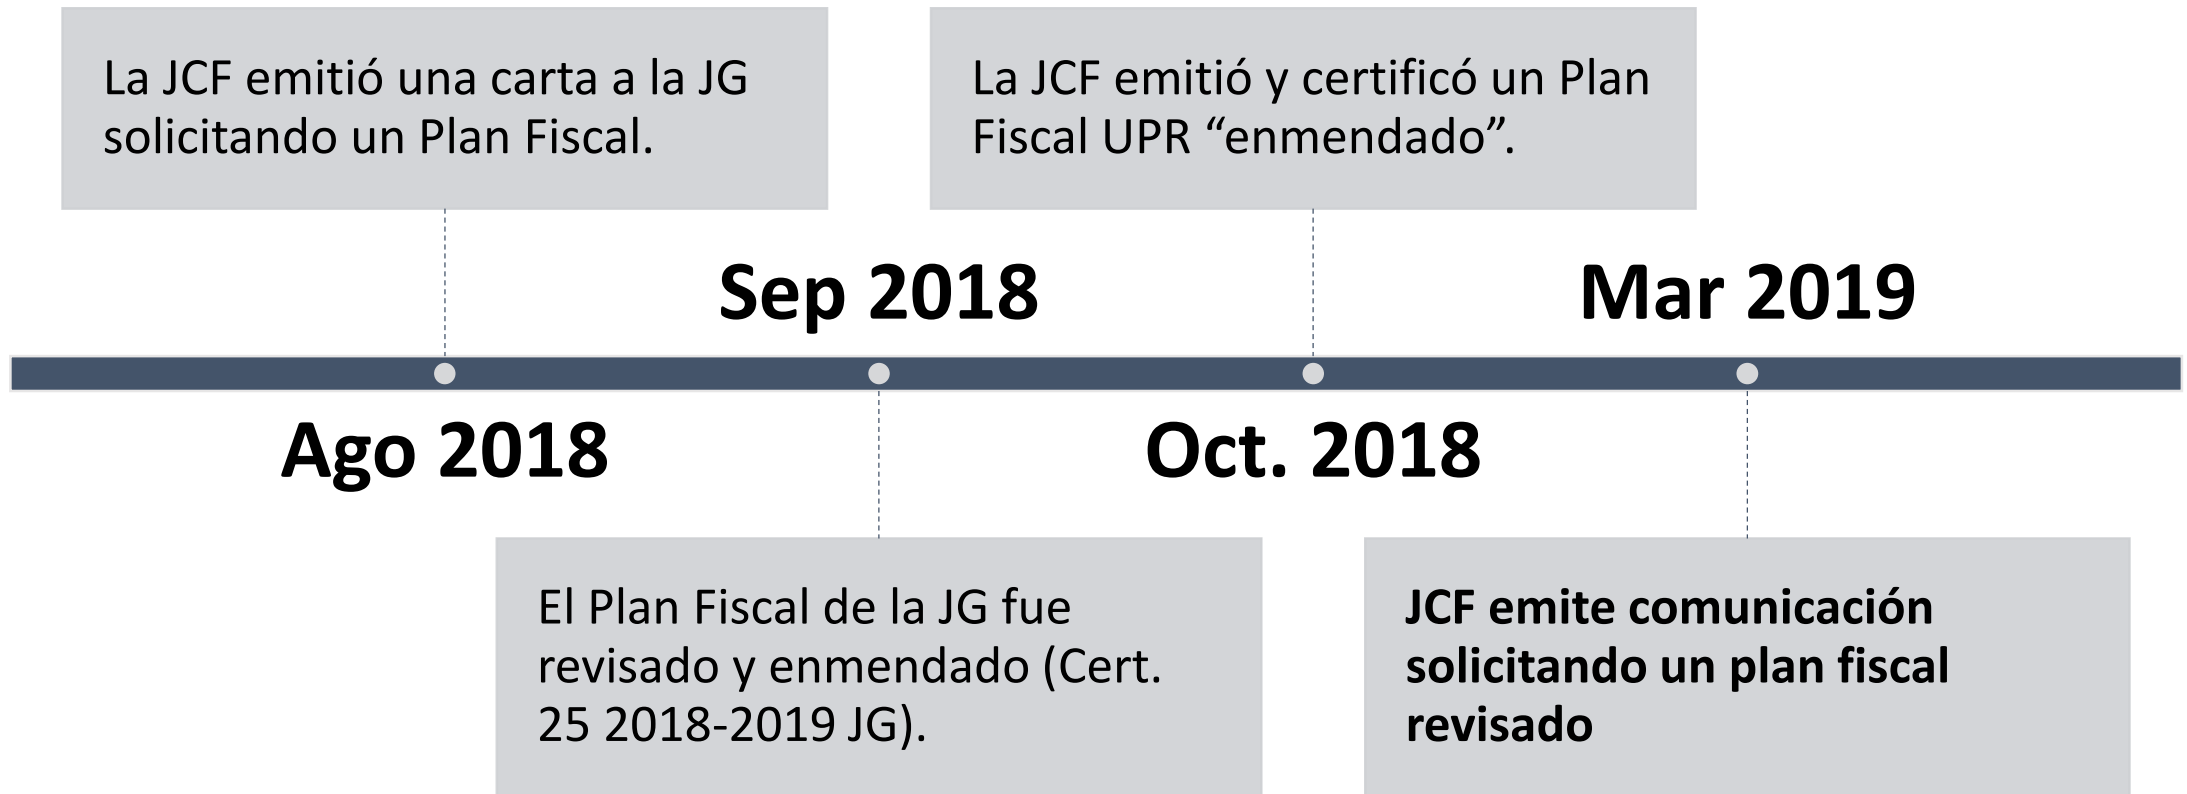 La JCF emitió una carta a la JG
solicitando un Plan Fiscal.
La JCF emitió y certificó un Plan
Fiscal UPR “enmendado”.
Sep 2018
Mar 2019
Ago 2018
Oct. 2018
El Plan Fiscal de la JG fue
revisado y enmendado (Cert.
25 2018-2019 JG).
JCF emite comunicación
solicitando un plan fiscal
revisado